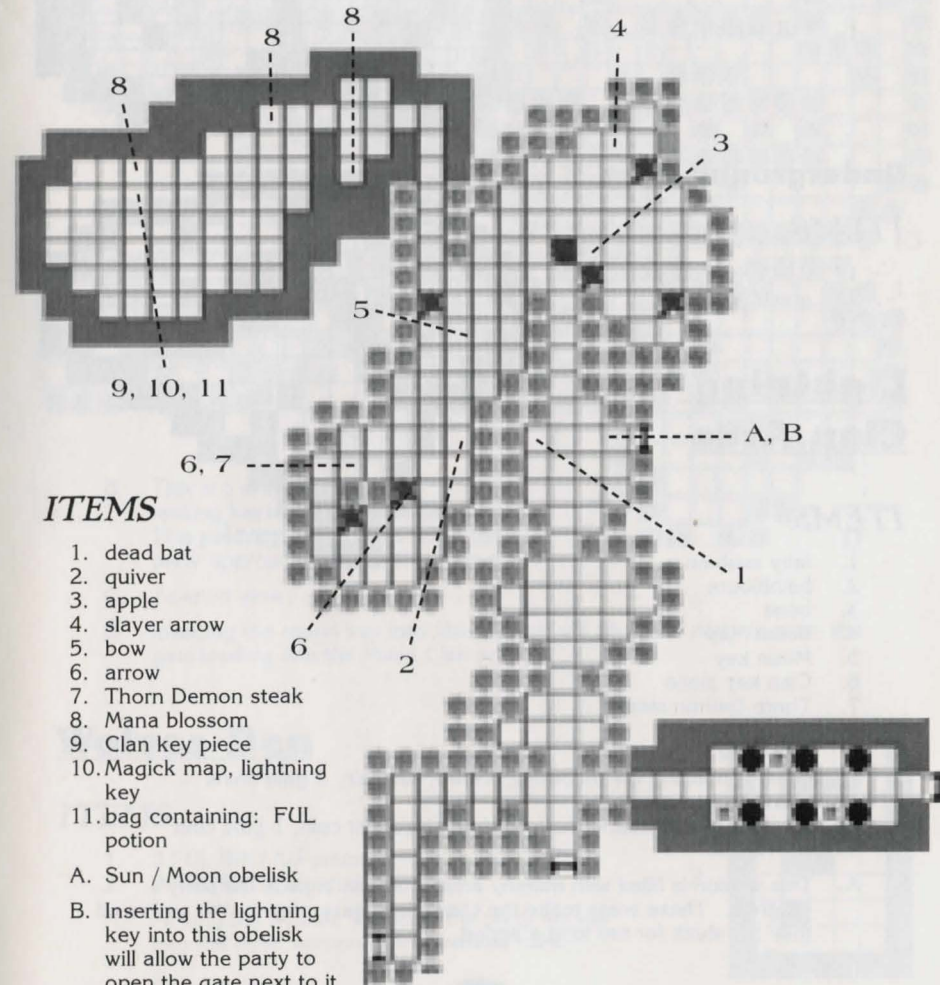 8
8
4
8
3
5
9, 10, 11
A, B
6, 7
1
6
2
ITEMS
1. dead bat
2. quiver
3. apple
4. slayer arrow
5. bow
6. arrow
7. Thorn Demon steak
8. Mana blossom
9. Clan key piece
10. Magick map, lightning
key
11. bag containing: FUL
potion
A. Sun / Moon obelisk
B. Inserting the lightning
key into this obelisk
will allow the party to
open the gate next to it